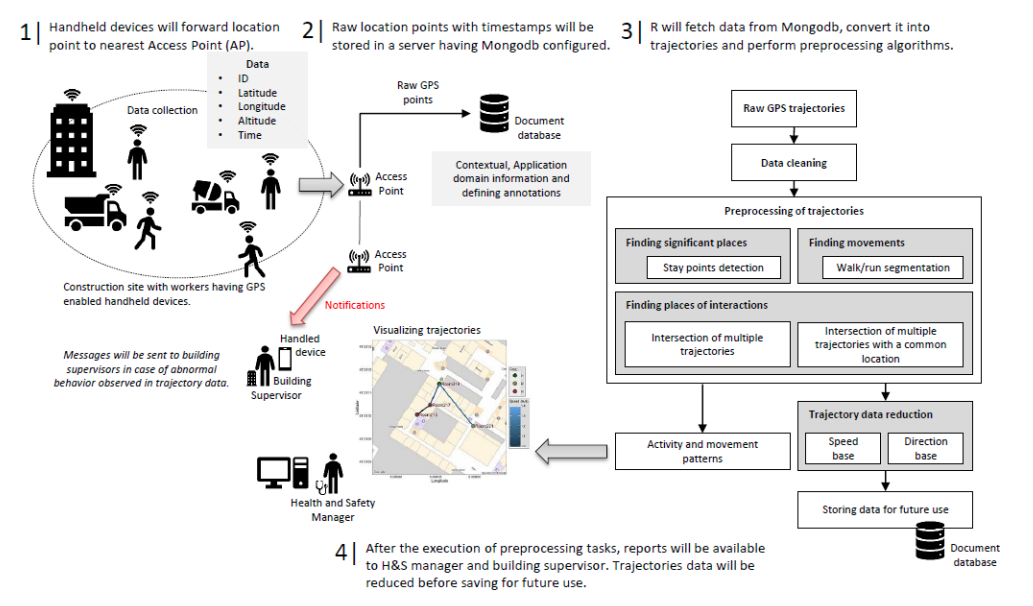 1 | Handheld devices will forward location
point to nearest Access Point (AP).
2 | Raw location points with timestamps will be
stored in a server having Mongodb configured.
3 | R will fetch data from Mongodb, convert it into
trajectories and perform preprocessing algorithms.
Data
• ID
• Latitude
• Longitude
• Altitude
• Time
Data collection
Construction site with workers having GPS
enabled handheld devices.
Raw GPS
points
Document
database
Contextual, Application
domain information and
defining annotations
Access
Point
Access
Point
Notifications
Messages will be sent to building
supervisors in case of abnormal
behavior observed in trajectory data.
Handled
device
Building
Supervisor
Health and Safety
Manager
Visualizing trajectories
Latitude
Longitude
Raw GPS trajectories
Data cleaning
Preprocessing of trajectories
Finding significant places
Stay points detection
Finding movements
Walk/run segmentation
Finding places of interactions
Intersection of multiple
trajectories
Intersection of multiple
trajectories with a common
location
Activity and movement
patterns
Trajectory data reduction
Speed
base
Direction
base
Storing data for future use
Document
database
4 | After the execution of preprocessing tasks, reports will be available
to H&S manager and building supervisor. Trajectories data will be
reduced before saving for future use.